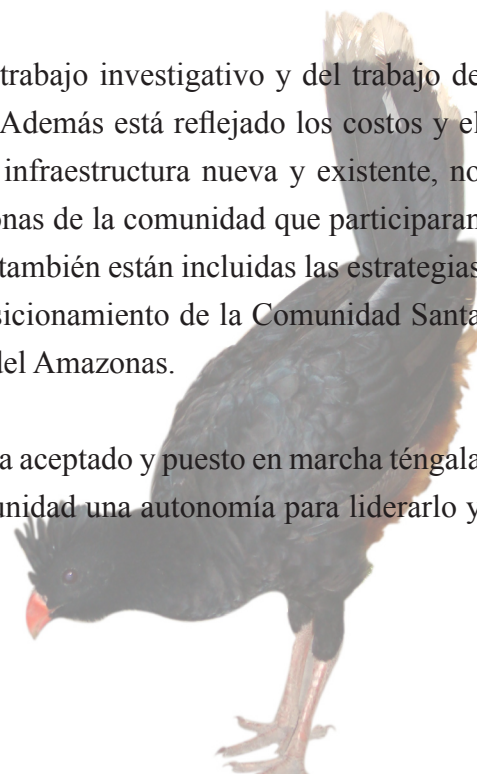 trabajo investigativo y del trabajo de
Además está reflejado los costos y el
infraestructura nueva y existente, no
onas de la comunidad que participaran
también están incluidas las estrategias
sicionamiento de la Comunidad Santa
del Amazonas.
a aceptado y puesto en marcha téngala
unidad una autonomía para liderarlo y